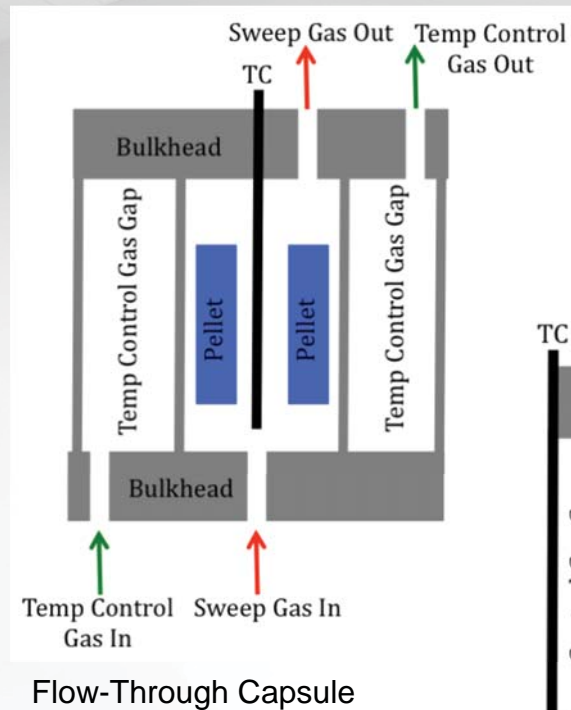 Sweep Gas Out
Temp Control
Gas Out
TC
Bulkhead
Temp Control Gas Gap
Pellet
Pellet
Temp Control Gas Gap
TC
Bulkhead
Temp Control
Gas In
Sweep Gas In
Flow-Through Capsule